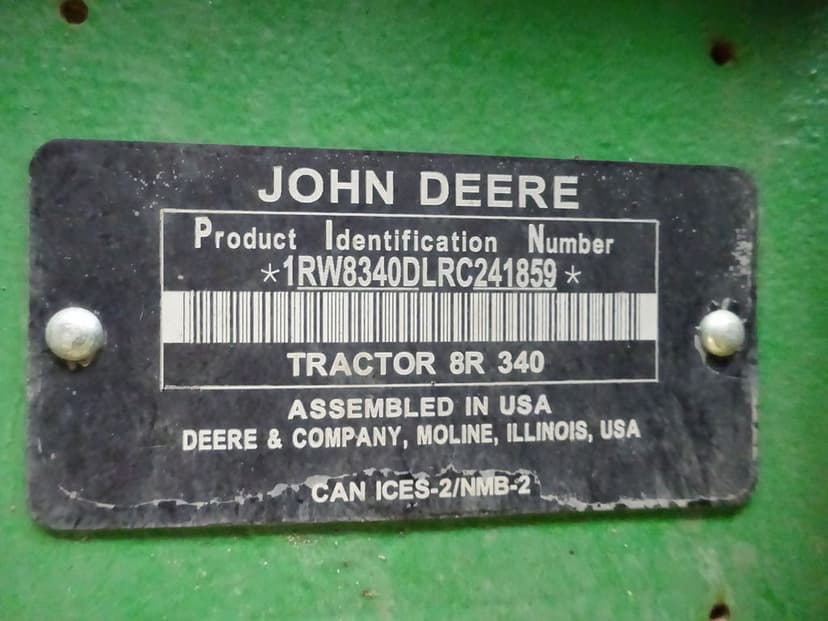 JOHN DEERE
Product Identification Number
*1RW8340DLRC241859*
TRACTOR 8R 340
ASSEMBLED IN USA
DEERE & COMPANY, MOLINE, ILLINOIS, USA
CAN ICES-2/NMB-2